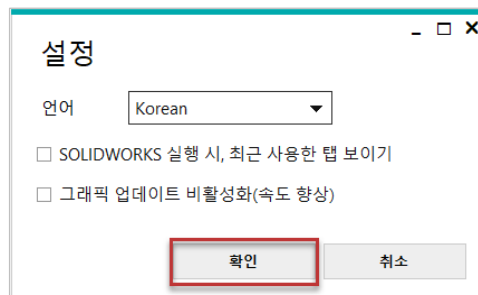 설정
언어 Korean
SOLIDWORKS 실행 시, 최근 사용한 탭 보이기
그래픽 업데이트 비활성화(속도 향상)
확인 취소